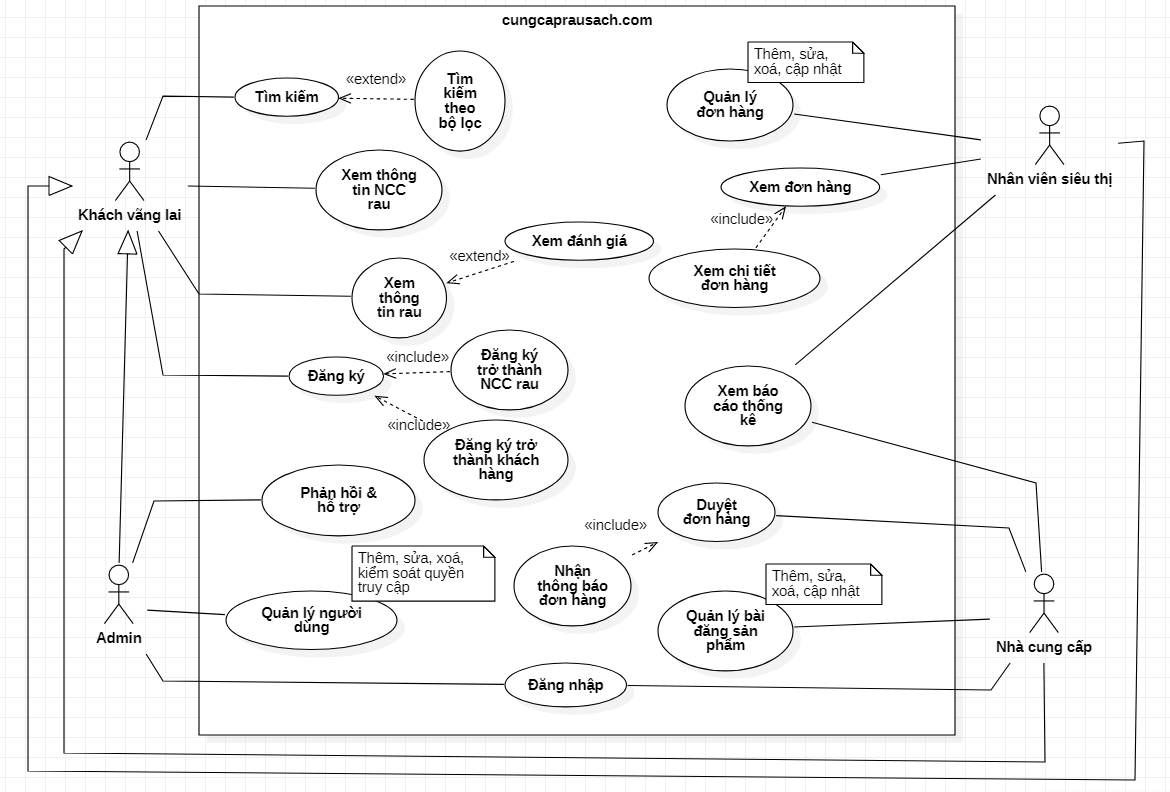 cungcaprausach.com
Tìm kiếm
«extend»
Tìm
kiếm
theo
bộ lọc
Thêm, sửa,
xoá, cập nhật
Quản lý
đơn hàng
Khách vãng lai
Xem thông
tin NCC
rau
Xem đơn hàng
Nhân viên siêu thị
«include»
Xem đánh giá
«extend»
Xem chi tiết
đơn hàng
Xem
thông
tin rau
Đăng ký
«include»
Đăng ký
trở thành
NCC rau
«include»
Đăng ký trở
thành khách
hàng
Xem báo
cáo thống
kê
Phản hồi &
hỗ trợ
Duyệt
đơn hàng
«include»
Nhận
thông báo
đơn hàng
Thêm, sửa, xoá,
kiểm soát quyền
truy cập
Quản lý người
dùng
Admin
Thêm, sửa,
xoá, cập nhật
Quản lý bài
đăng sản
phẩm
Nhà cung cấp
Đăng nhập